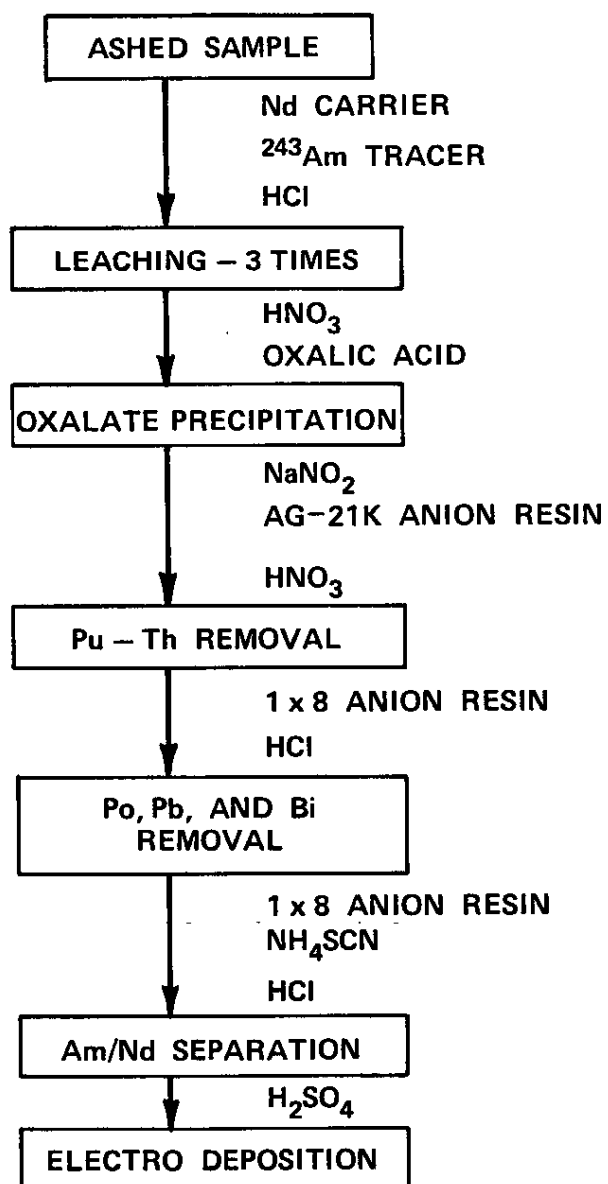 ASHED SAMPLE
Nd CARRIER
²⁴³Am TRACER
HCl
LEACHING – 3 TIMES
HNO₃
OXALIC ACID
OXALATE PRECIPITATION
NaNO₂
AG–21K ANION RESIN
HNO₃
Pu – Th REMOVAL
1 x 8 ANION RESIN
HCl
Po, Pb, AND Bi
REMOVAL
1 x 8 ANION RESIN
NH₄SCN
HCl
Am/Nd SEPARATION
H₂SO₄
ELECTRO DEPOSITION